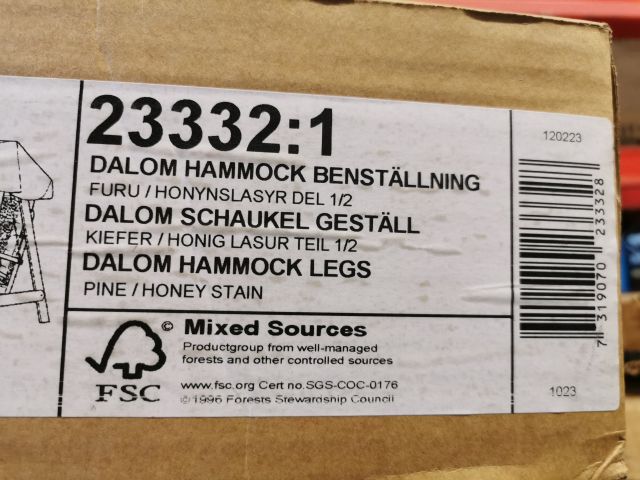 23332:1
DALOM HAMMOCK BENSTÄLLNING
FURU / HONYNSLASYR DEL 1/2
DALOM SCHAUKEL GESTÄLL
KIEFER / HONIG LASUR TEIL 1/2
DALOM HAMMOCK LEGS
PINE / HONEY STAIN
© Mixed Sources
Productgroup from well-managed
forests and other controlled sources
FSC
www.fsc.org Cert no.SGS-COC-0176
© 1996 Forests Stewardship Council
120223
7 319070 233328
1023